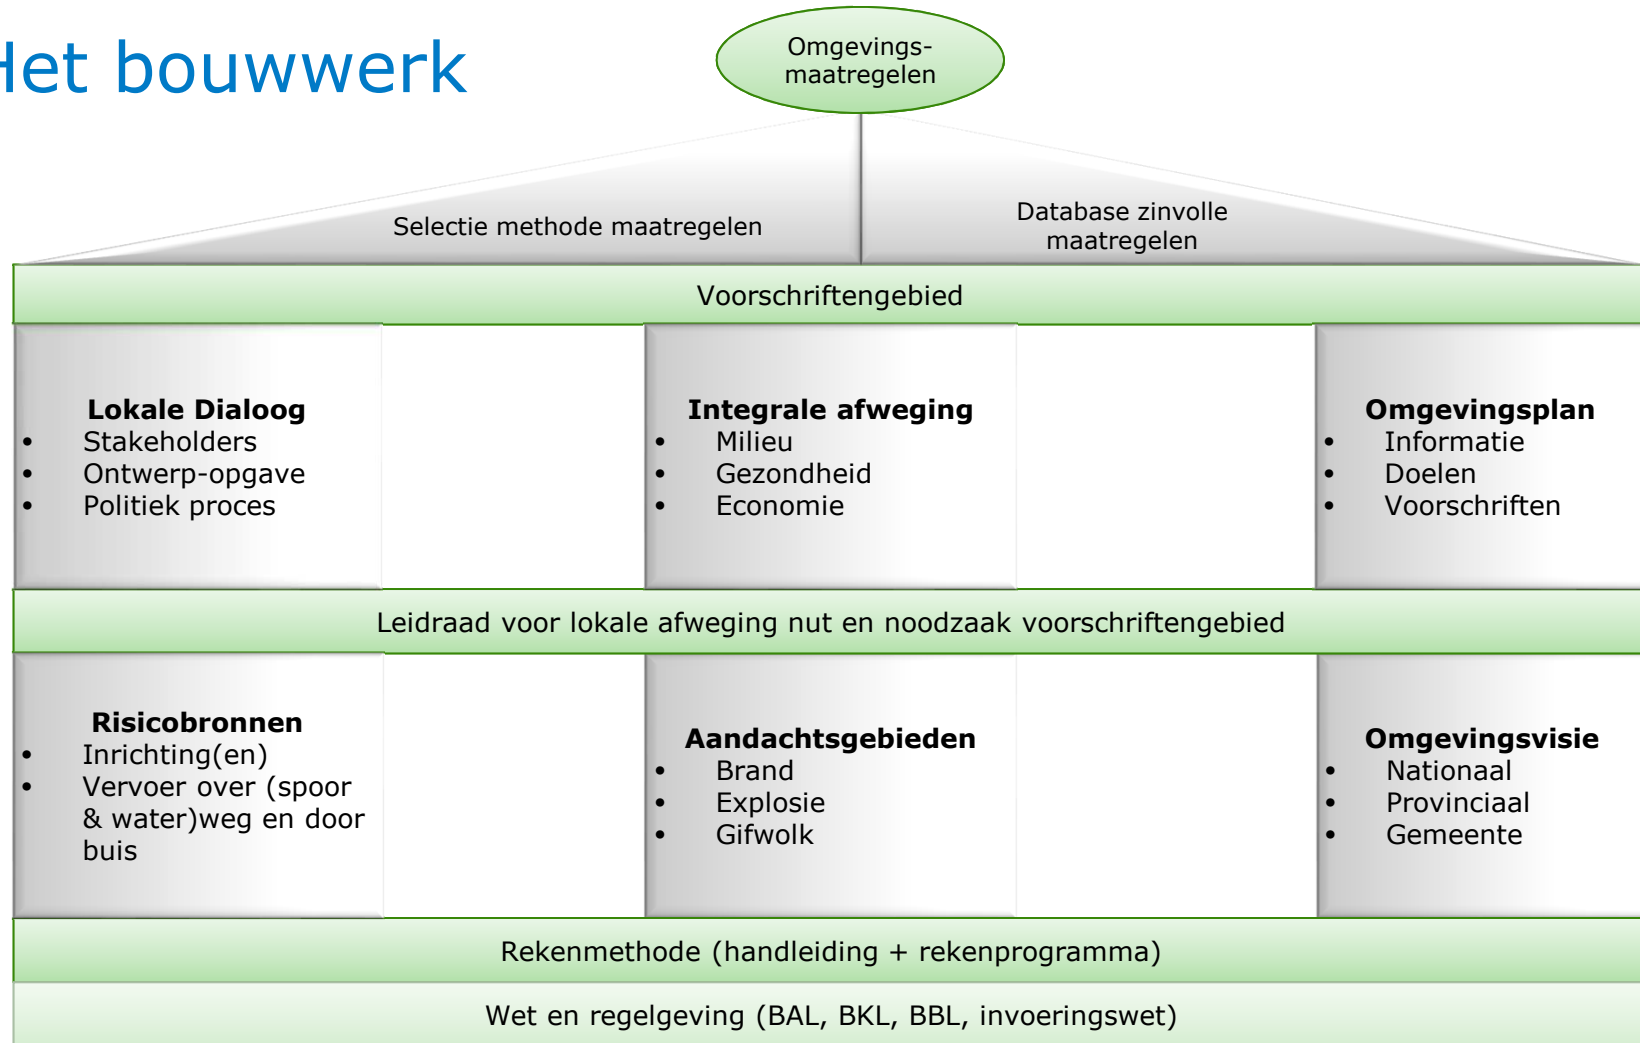 Het bouwwerk
Omgevings-
maatregelen
Selectie methode maatregelen
Database zinvolle
maatregelen
Voorschriftengebied
Lokale Dialoog
• Stakeholders
• Ontwerp-opgave
• Politiek proces
Integrale afweging
• Milieu
• Gezondheid
• Economie
Omgevingsplan
• Informatie
• Doelen
• Voorschriften
Leidraad voor lokale afweging nut en noodzaak voorschriftengebied
Risicobronnen
• Inrichting(en)
• Vervoer over (spoor
& water)weg en door
buis
Aandachtsgebieden
• Brand
• Explosie
• Gifwolk
Omgevingsvisie
• Nationaal
• Provinciaal
• Gemeente
Rekenmethode (handleiding + rekenprogramma)
Wet en regelgeving (BAL, BKL, BBL, invoeringswet)